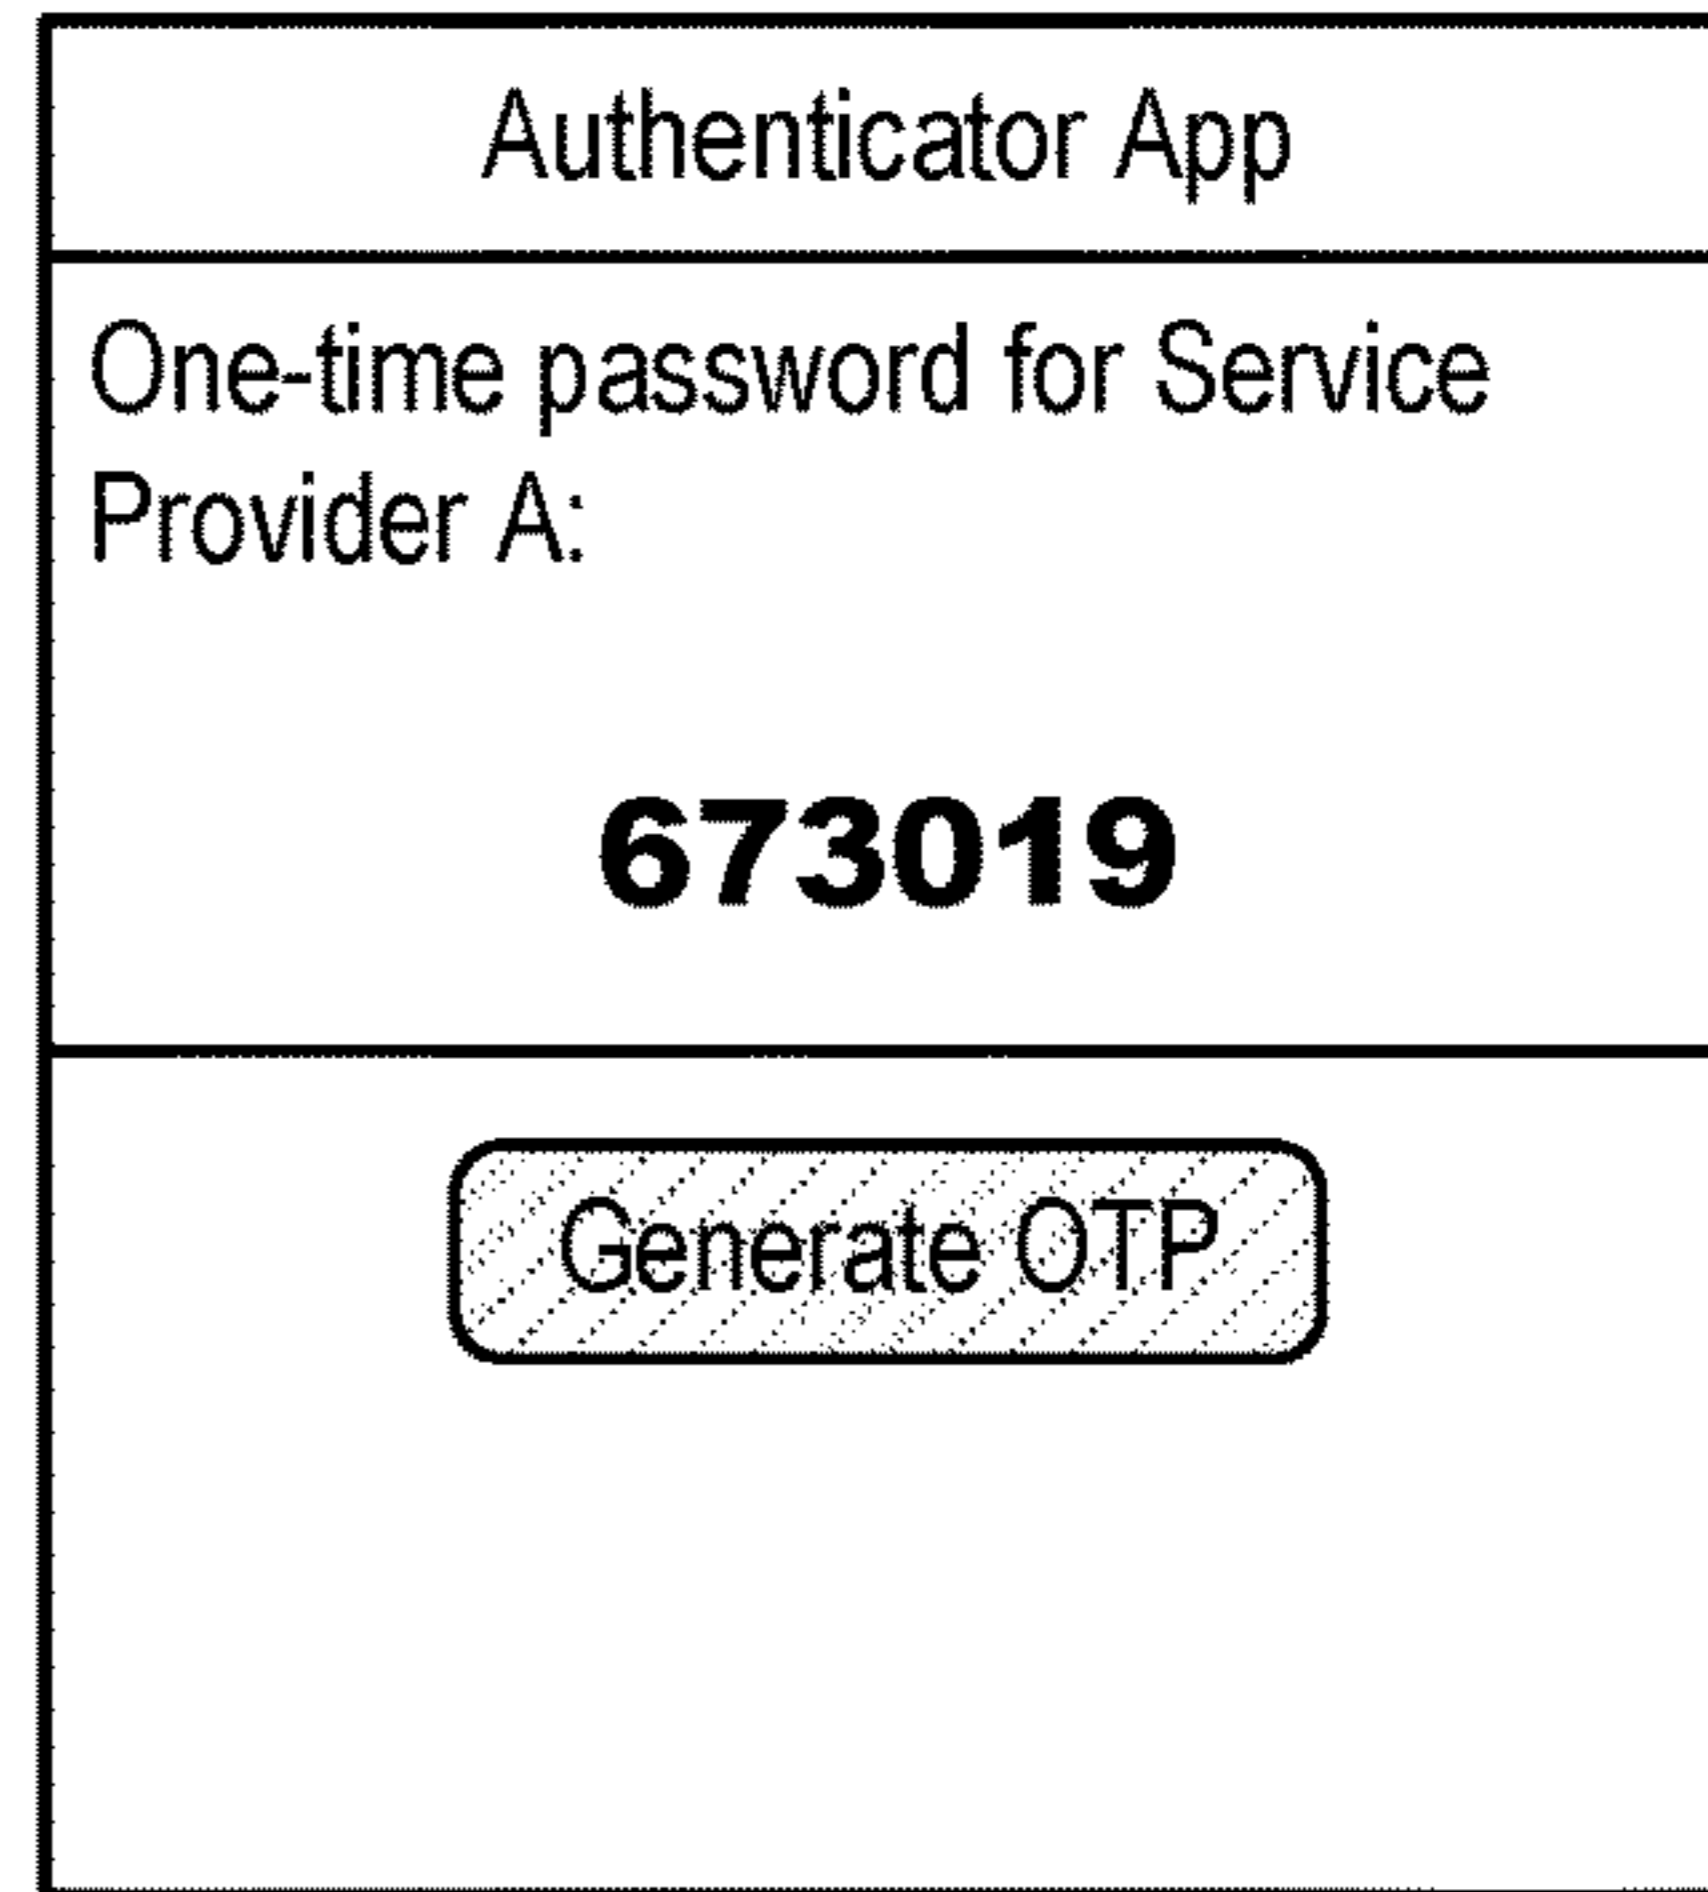 Authenticator App
One-time password for Service
Provider A:
673019
Generate OTP